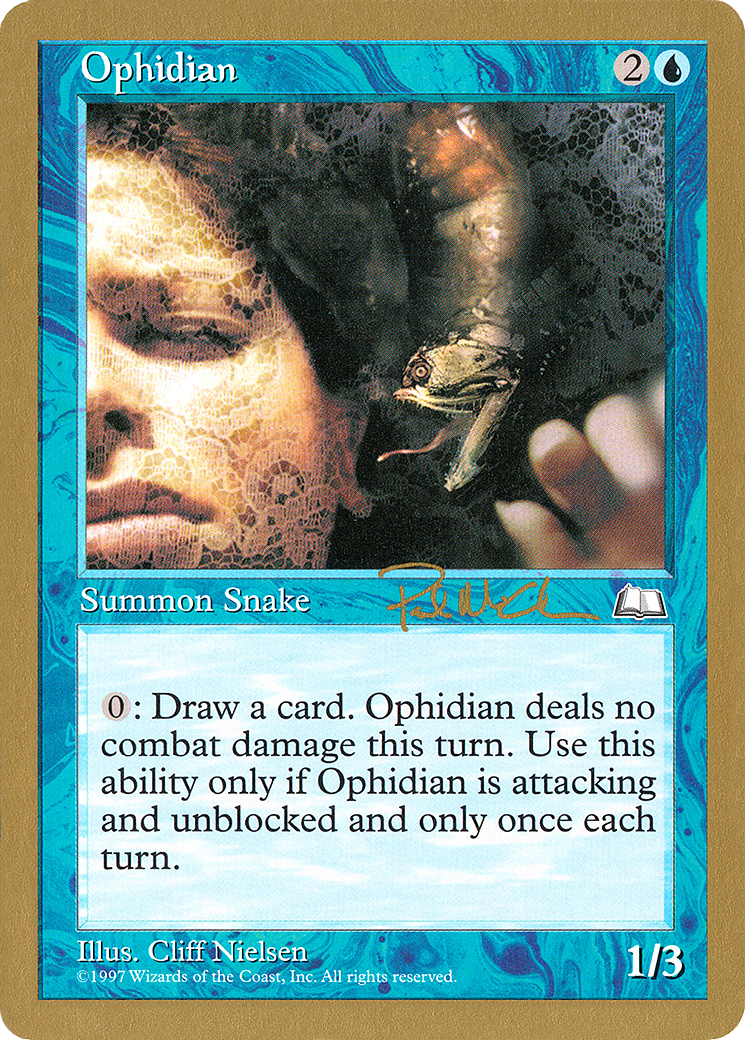 Ophidian 2
Summon Snake
0: Draw a card. Ophidian deals no
combat damage this turn. Use this
ability only if Ophidian is attacking
and unblocked and only once each
turn.
Illus. Cliff Nielsen
1/3
©1997 Wizards of the Coast, Inc. All rights reserved.